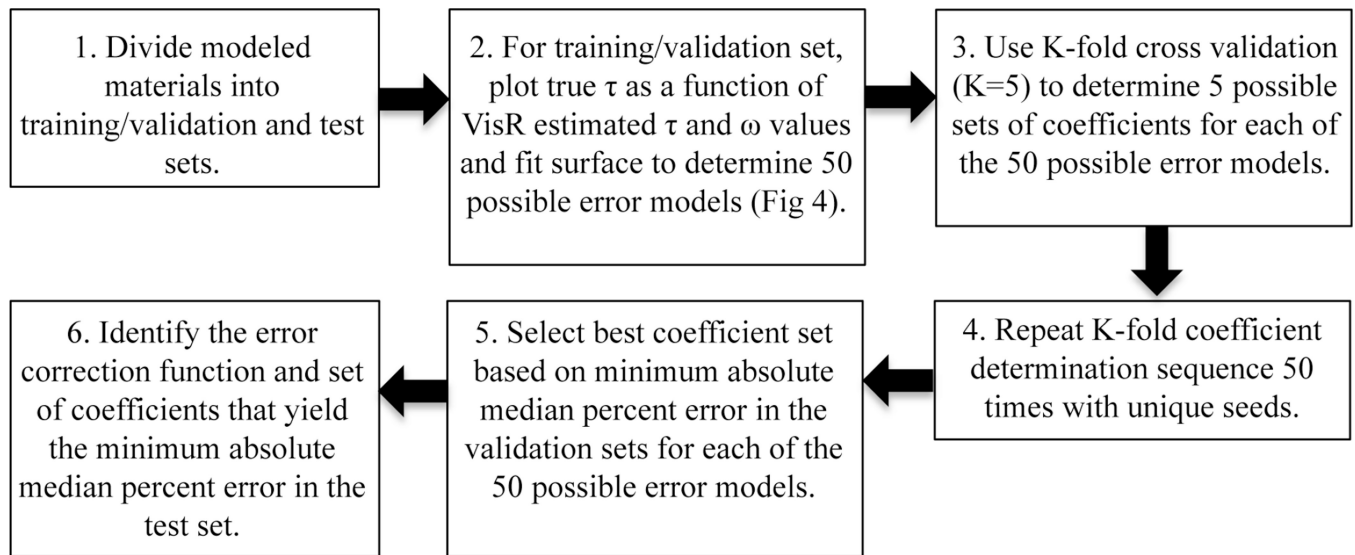 1. Divide modeled
materials into
training/validation and test
sets.
2. For training/validation set,
plot true τ as a function of
VisR estimated τ and ω values
and fit surface to determine 50
possible error models (Fig 4).
3. Use K-fold cross validation
(K=5) to determine 5 possible
sets of coefficients for each of
the 50 possible error models.
4. Repeat K-fold coefficient
determination sequence 50
times with unique seeds.
5. Select best coefficient set
based on minimum absolute
median percent error in the
validation sets for each of the
50 possible error models.
6. Identify the error
correction function and set
of coefficients that yield
the minimum absolute
median percent error in the
test set.